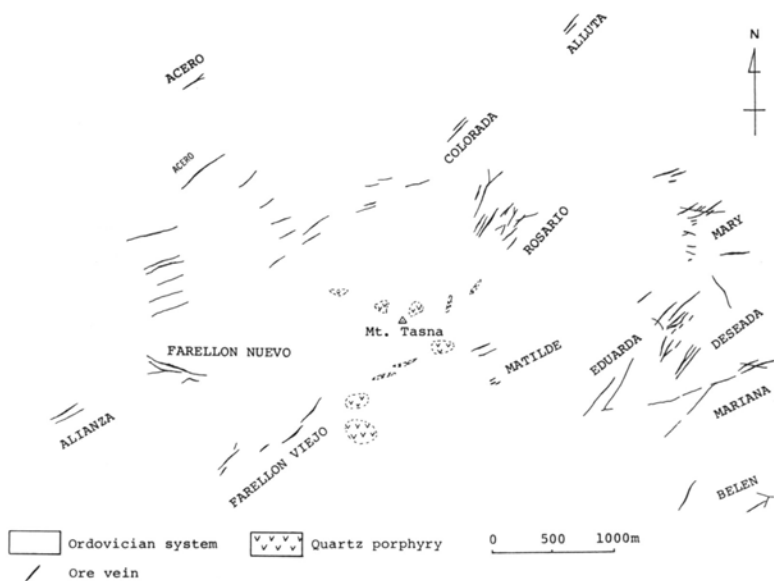 ALLUTA
N
ACERO
COLORADA
ACERO
ROSARIO
MARY
Mt. Tasna
FARELLON NUEVO
MATILDE
EDUARDA
DESEADA
MARIANA
ALIANZA
FARELLON VIEJO
BELEN
Ordovician system
Quartz porphyry
0 500 1000m
Ore vein